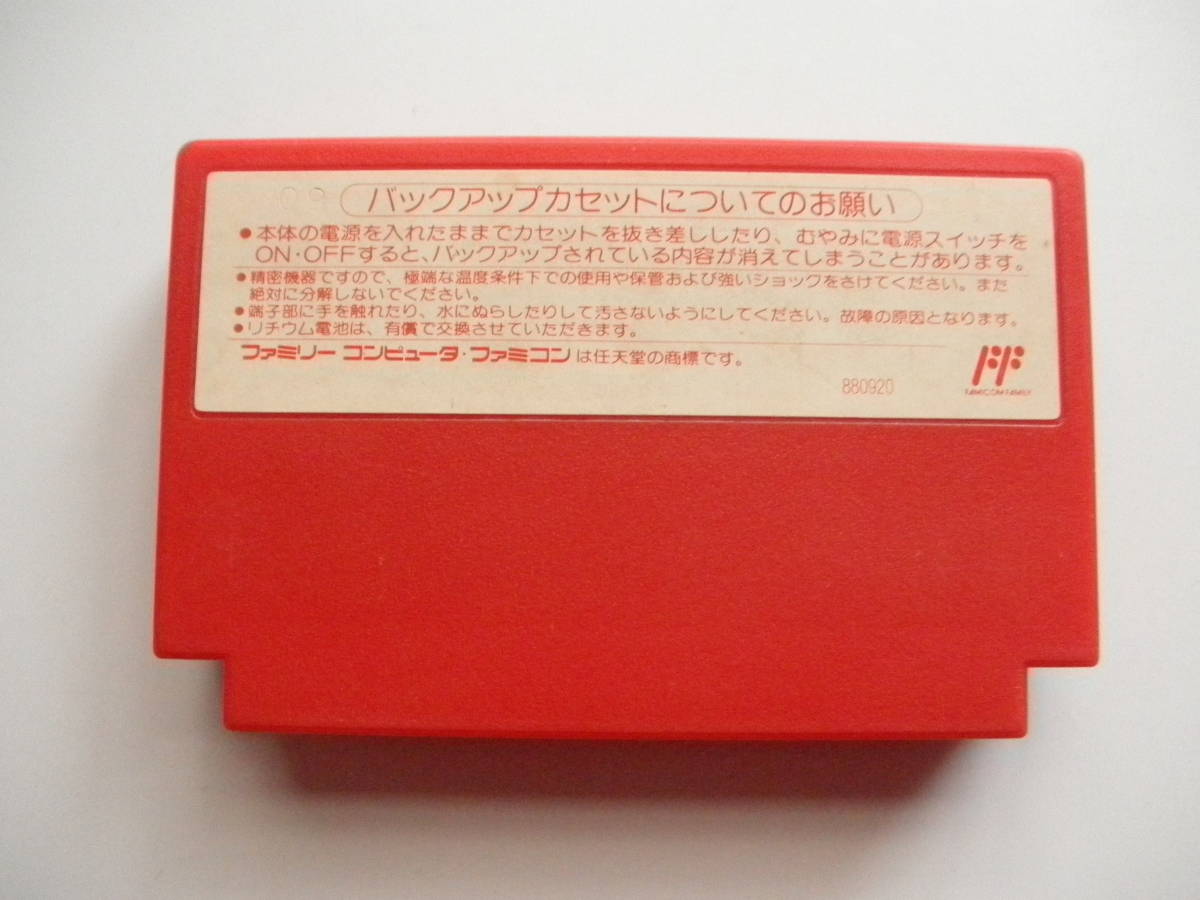 バックアップカセットについてのお願い
●本体の電源を入れたままでカセットを抜き差ししたり、むやみに電源スイッチを
ON・OFFすると、バックアップされている内容が消えてしまうことがあります。
●精密機器ですので、極端な温度条件下での使用や保管および強いショックをさけてください。また
絶対に分解しないでください。
●端子部に手を触れたり、水にぬらしたりして汚さないようにしてください。故障の原因となります。
●リチウム電池は、有償で交換させていただきます。
ファミリー コンピュータ・ファミコン は任天堂の商標です。
880920
FAMICOM FAMILY